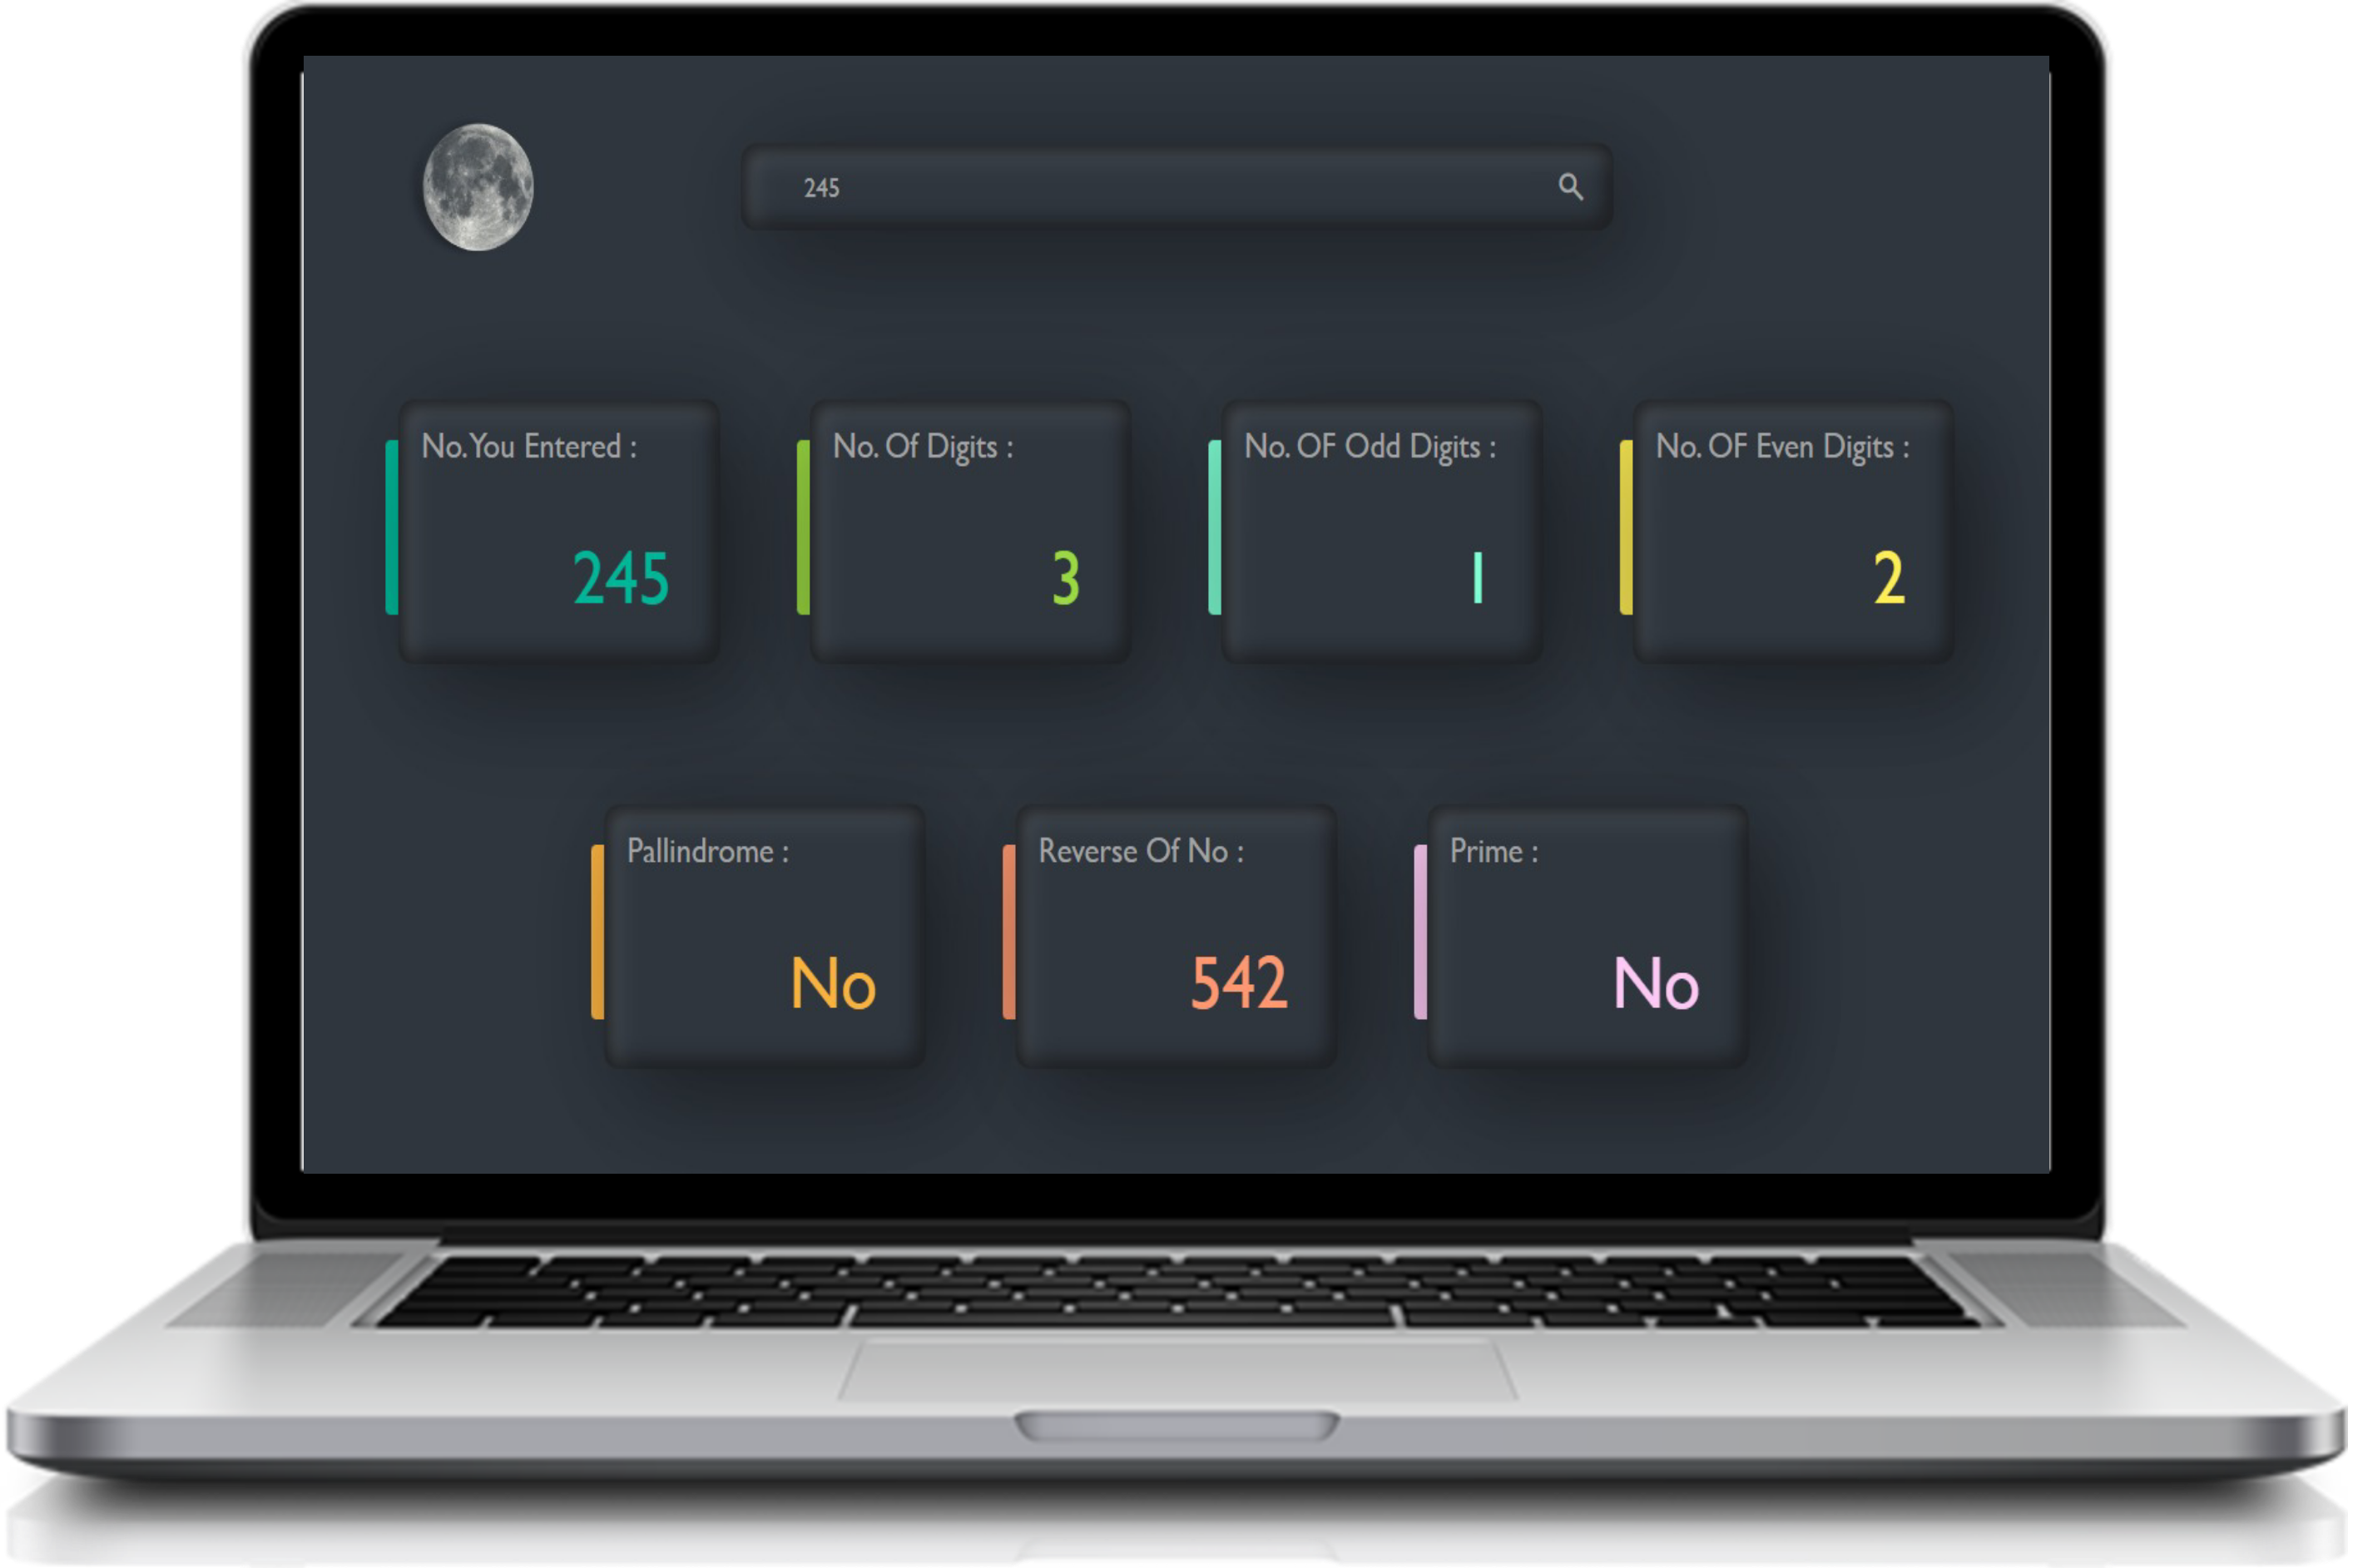 245
No. You Entered :
245
No. Of Digits :
3
No. OF Odd Digits :
1
No. OF Even Digits :
2
Pallindrome :
No
Reverse Of No :
542
Prime :
No